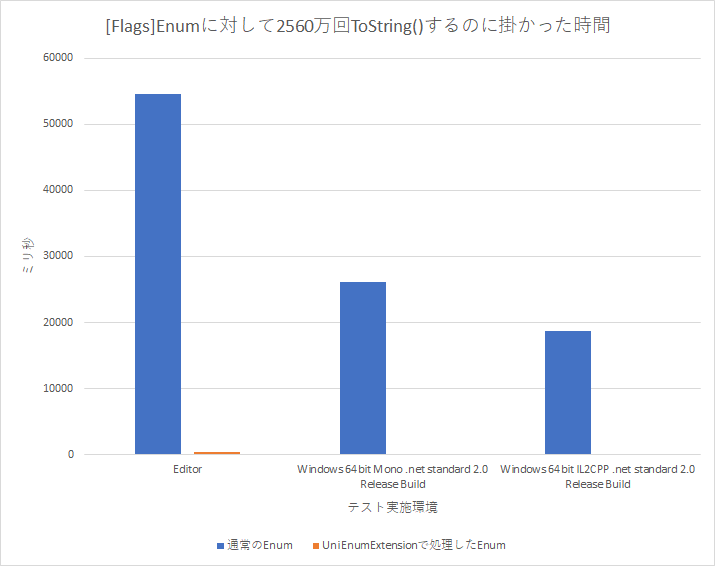 [Flags]Enumに対して2560万回ToString()するのに掛かった時間
60000
50000
40000
30000
20000
10000
0
ミリ秒
Editor
Windows 64bit Mono .net standard 2.0
Release Build
Windows 64bit IL2CPP .net standard 2.0
Release Build
テスト実施環境
通常のEnum
UniEnumExtensionで処理したEnum